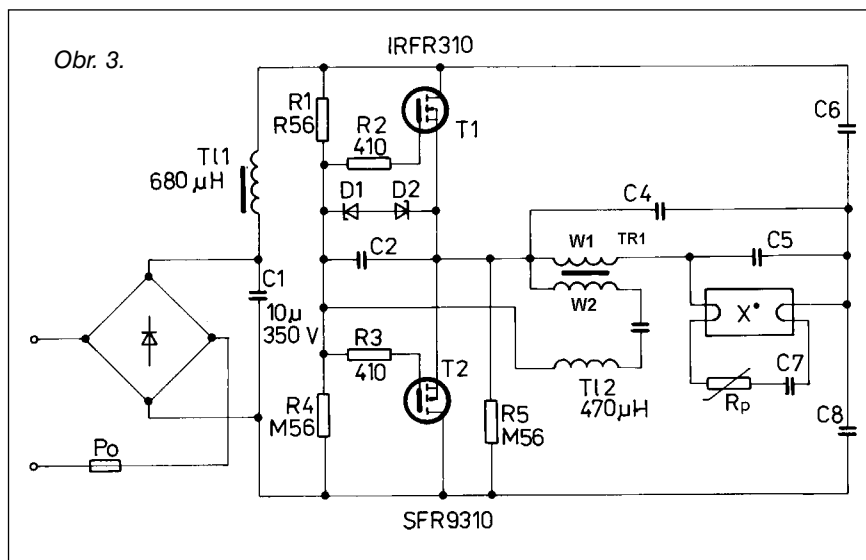 Obr. 3.
IRFR310
R1
R56
R2
410
T1
C6
Tl1
680 µH
D1
D2
C4
C2
W1
TR1
C5
C1
10µ
350 V
W2
X•
R3
410
T2
C7
R4
M56
R5
M56
Tl2
470µH
Rp
C8
Po
SFR9310